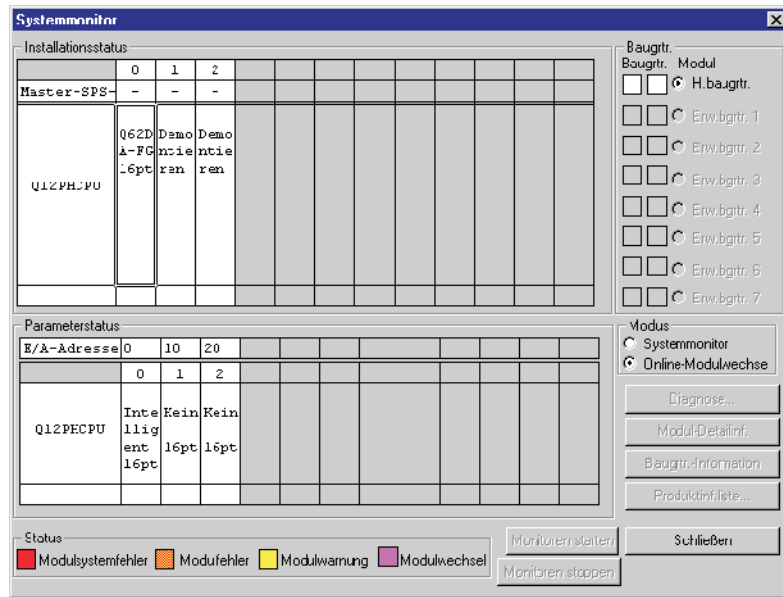 Systemmonitor
Installationsstatus
0 1 2
Master-SPS- - - -
Q12PHCPU
Q62D Demo Demo
A-FG ntie ntie
16pt ren ren
Baugrtr.
Baugrtr. Modul
H.baugrtr.
Erw.bgrtr. 1
Erw.bgrtr. 2
Erw.bgrtr. 3
Erw.bgrtr. 4
Erw.bgrtr. 5
Erw.bgrtr. 6
Erw.bgrtr. 7
Parameterstatus
E/A-Adresse 0 10 20
0 1 2
Q12PHCPU
Inte Kein Kein
llig
ent 16pt 16pt
16pt
Modus
Systemmonitor
Online-Modulwechse
Diagnose...
Modul-Detailinf.
Baugrtr.-Information
Produktinf.liste...
Status
Modulsystemfehler Modufehler Modulwarnung Modulwechsel
Monitoren starten
Monitoren stoppen
Schließen